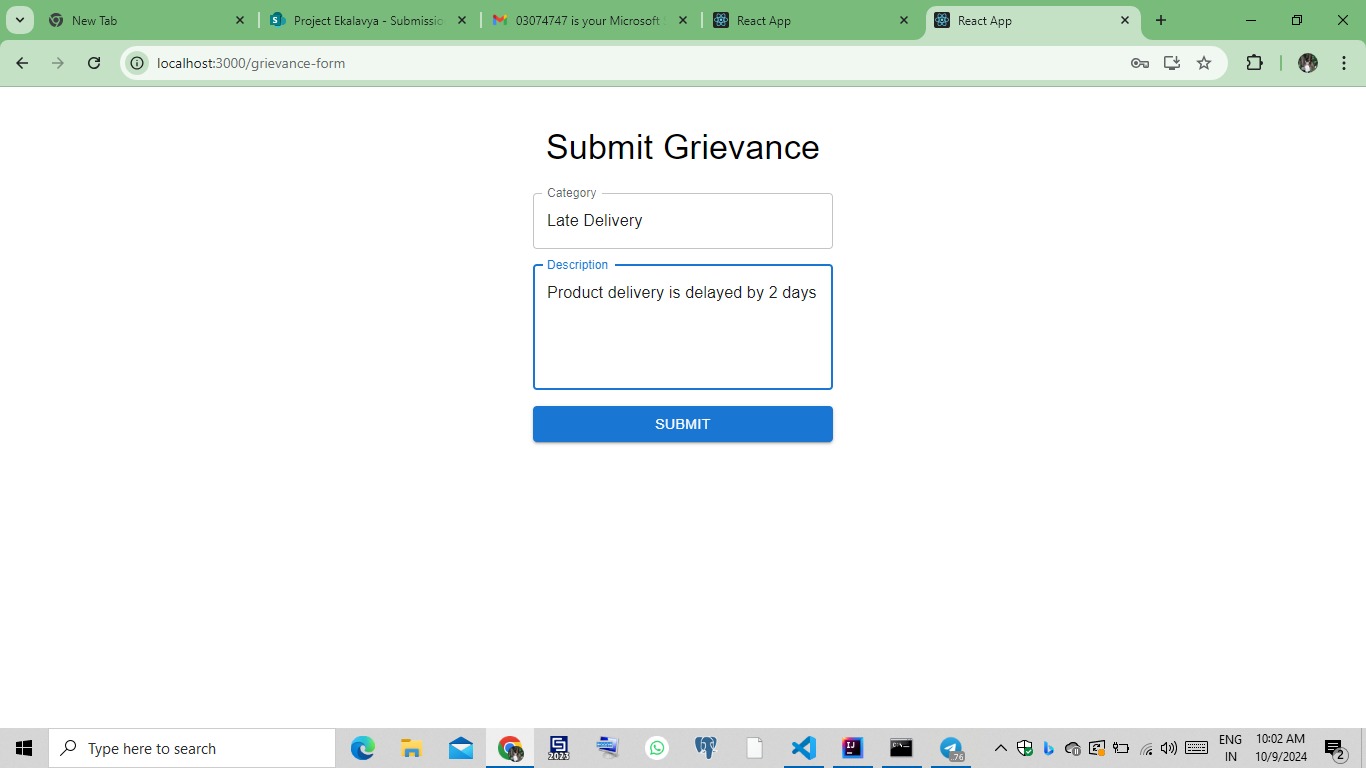 New Tab
Project Ekalavya - Submissio
03074747 is your Microsoft
React App
React App
localhost:3000/grievance-form
Submit Grievance
Category
Late Delivery
Description
Product delivery is delayed by 2 days
SUBMIT
Type here to search
2023
.76
ENG
IN
10:02 AM
10/9/2024
2